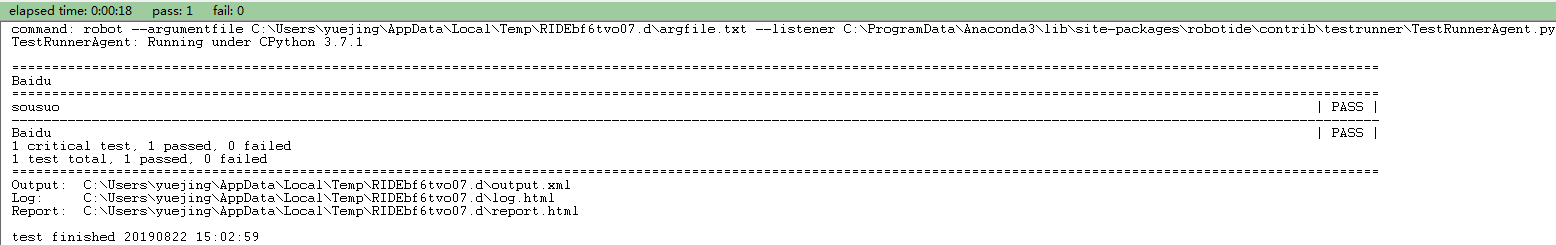 elapsed time: 0:00:18 pass: 1 fail: 0
command: robot --argumentfile C:\Users\yuejing\AppData\Local\Temp\RIDEbf6tvo07.d\argfile.txt --listener C:\ProgramData\Anaconda3\lib\site-packages\robotide\contrib\testrunner\TestRunnerAgent.py
TestRunnerAgent: Running under CPython 3.7.1
==============================================================================
Baidu
==============================================================================
sousuo | PASS |
------------------------------------------------------------------------------
Baidu | PASS |
1 critical test, 1 passed, 0 failed
1 test total, 1 passed, 0 failed
==============================================================================
Output: C:\Users\yuejing\AppData\Local\Temp\RIDEbf6tvo07.d\output.xml
Log: C:\Users\yuejing\AppData\Local\Temp\RIDEbf6tvo07.d\log.html
Report: C:\Users\yuejing\AppData\Local\Temp\RIDEbf6tvo07.d\report.html
test finished 20190822 15:02:59